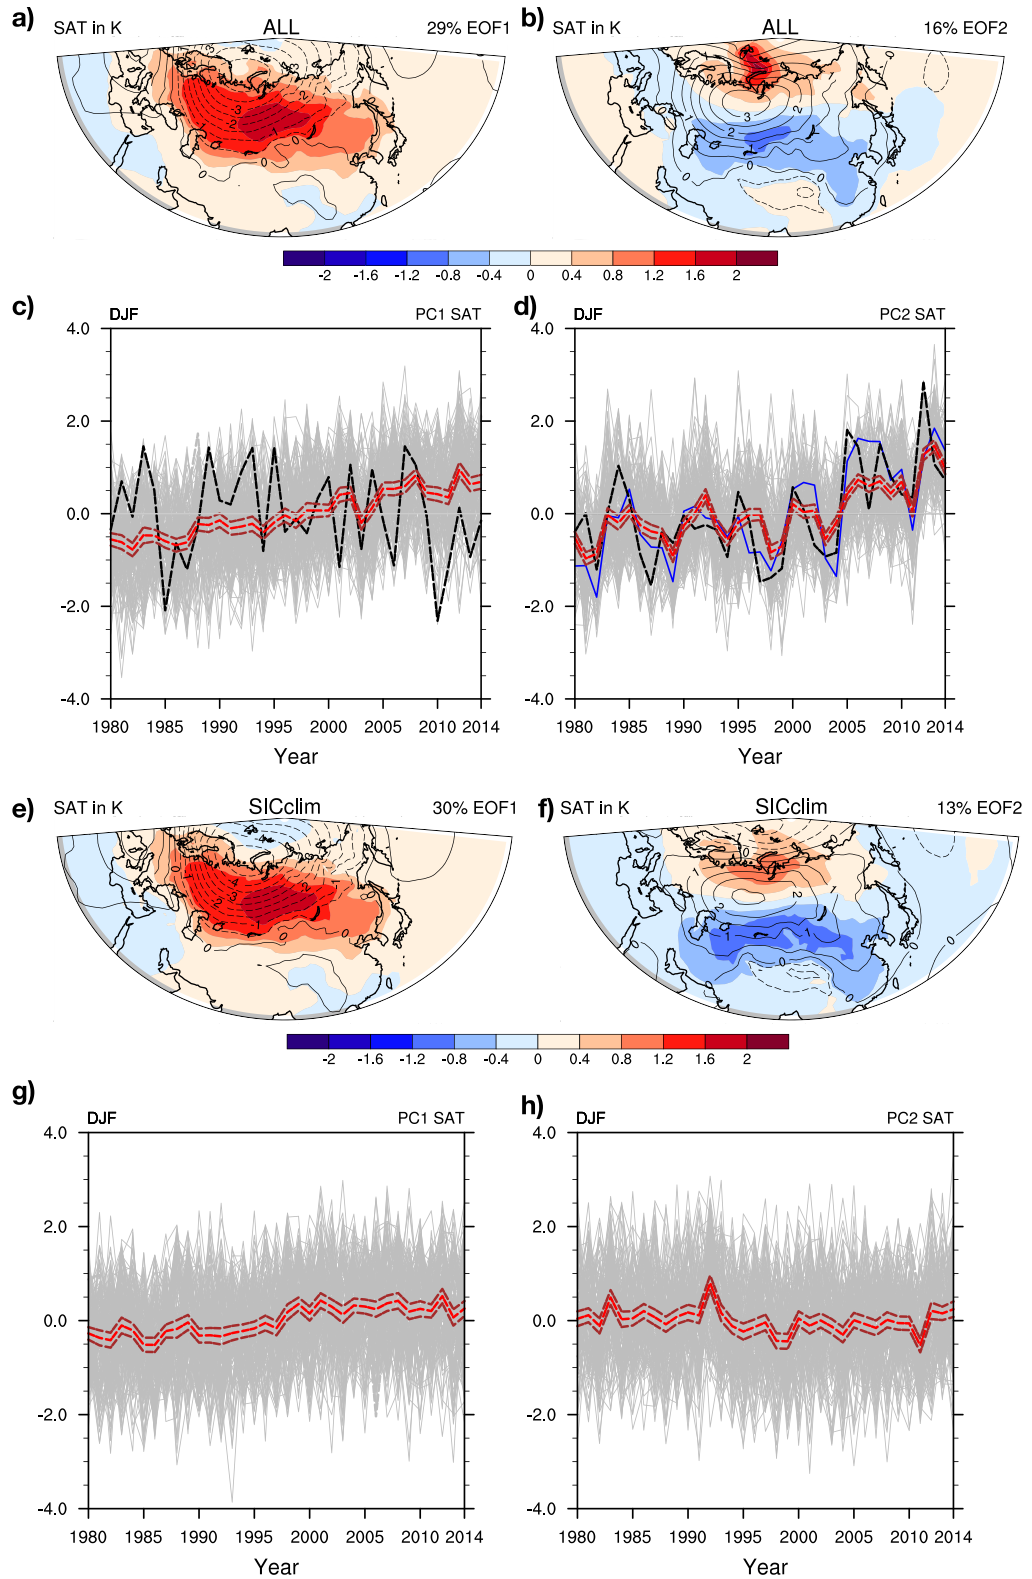 a)
SAT in K
ALL
29% EOF1
b)
SAT in K
ALL
16% EOF2
-2 -1.6 -1.2 -0.8 -0.4 0 0.4 0.8 1.2 1.6 2
c)
DJF
PC1 SAT
4.0
2.0
0.0
-2.0
-4.0
1980 1985 1990 1995 2000 2005 2010 2014
Year
d)
DJF
PC2 SAT
4.0
2.0
0.0
-2.0
-4.0
1980 1985 1990 1995 2000 2005 2010 2014
Year
e)
SAT in K
SICclim
30% EOF1
f)
SAT in K
SICclim
13% EOF2
-2 -1.6 -1.2 -0.8 -0.4 0 0.4 0.8 1.2 1.6 2
g)
DJF
PC1 SAT
4.0
2.0
0.0
-2.0
-4.0
1980 1985 1990 1995 2000 2005 2010 2014
Year
h)
DJF
PC2 SAT
4.0
2.0
0.0
-2.0
-4.0
1980 1985 1990 1995 2000 2005 2010 2014
Year